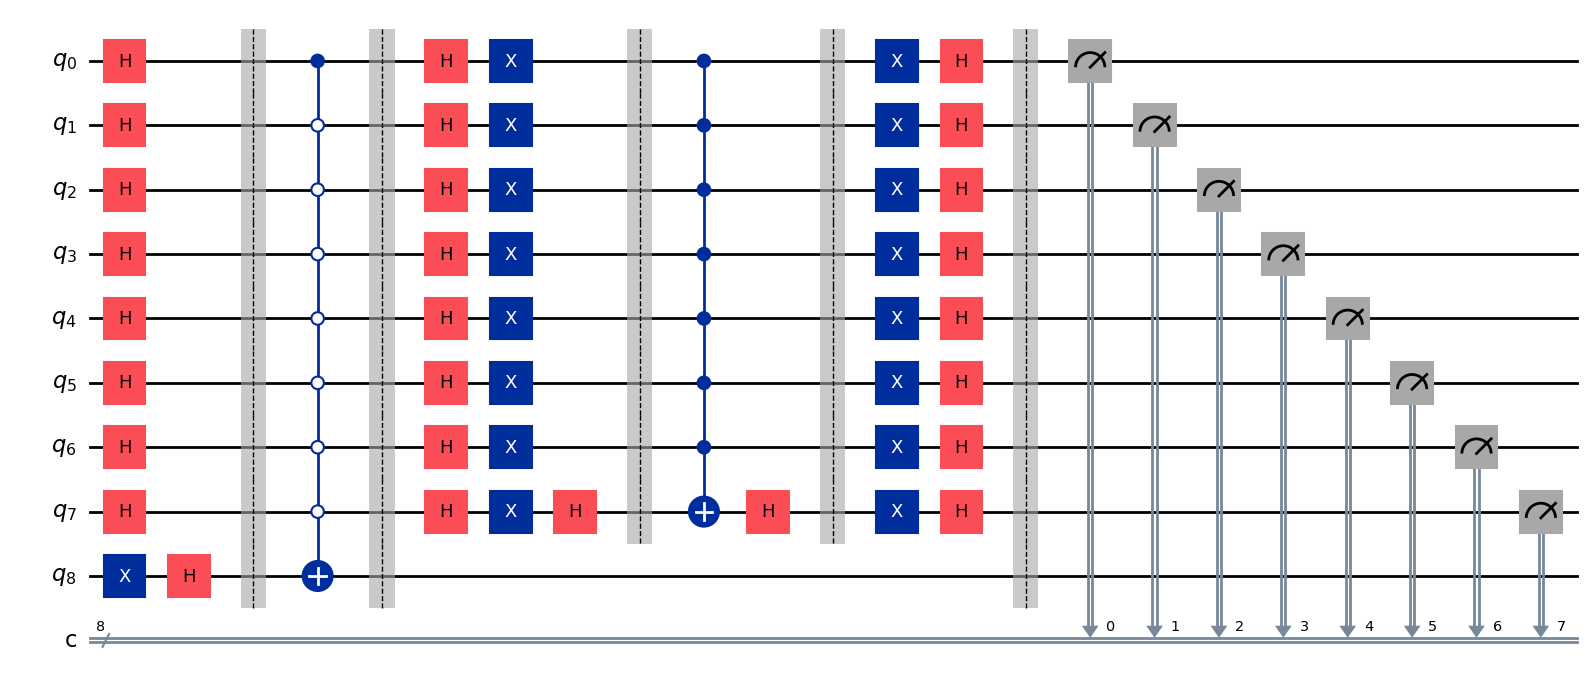 q0 H H X X H
q1 H H X X H
q2 H H X X H
q3 H H X X H
q4 H H X X H
q5 H H X X H
q6 H H X X H
q7 H H X H H X H
q8 X H
8 0 1 2 3 4 5 6 7
c